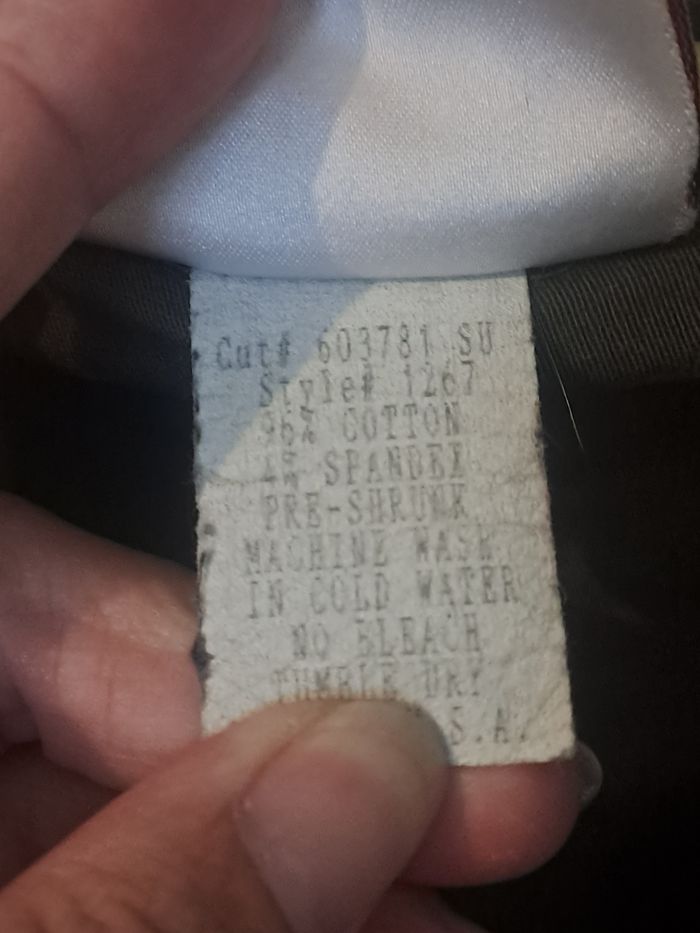 Cut# 603781 SU
Style# 1267
96% COTTON
4% SPANDEX
PRE-SHRUNK
MACHINE WASH
IN COLD WATER
NO BLEACH
TUMBLE DRY
S.A.